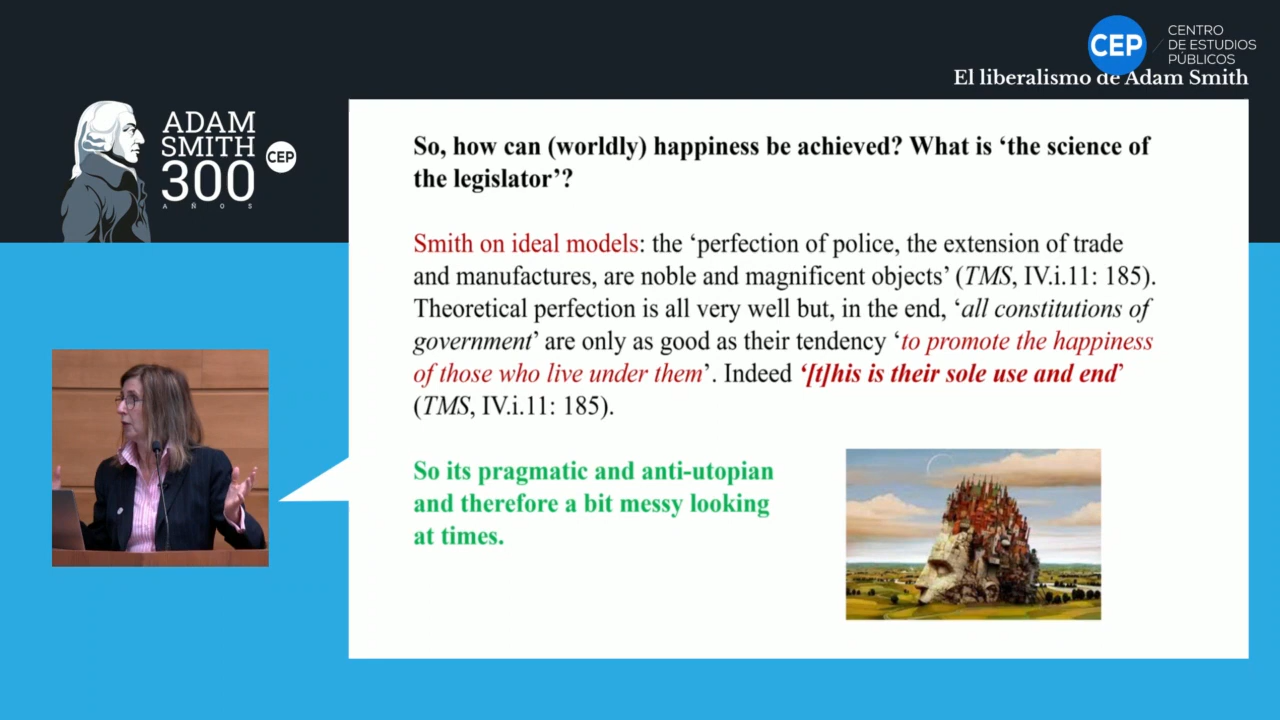 CEP
CENTRO
DE ESTUDIOS
PÚBLICOS
El liberalismo de Adam Smith
ADAM
SMITH
300
AÑOS
CEP
So, how can (worldly) happiness be achieved? What is ‘the science of
the legislator’?
Smith on ideal models: the ‘perfection of police, the extension of trade
and manufactures, are noble and magnificent objects’ (TMS, IV.i.11: 185).
Theoretical perfection is all very well but, in the end, ‘all constitutions of
government’ are only as good as their tendency ‘to promote the happiness
of those who live under them’. Indeed ‘[t]his is their sole use and end’
(TMS, IV.i.11: 185).
So its pragmatic and anti-utopian
and therefore a bit messy looking
at times.